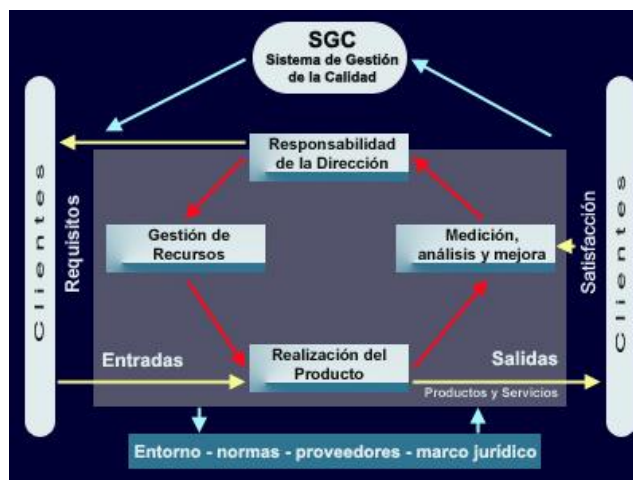 SGC
Sistema de Gestión
de la Calidad
Clientes
Requisitos
Responsabilidad
de la Dirección
Gestión de
Recursos
Medición,
análisis y mejora
Satisfacción
Clientes
Entradas
Realización del
Producto
Salidas
Productos y Servicios
Entorno - normas - proveedores - marco jurídico